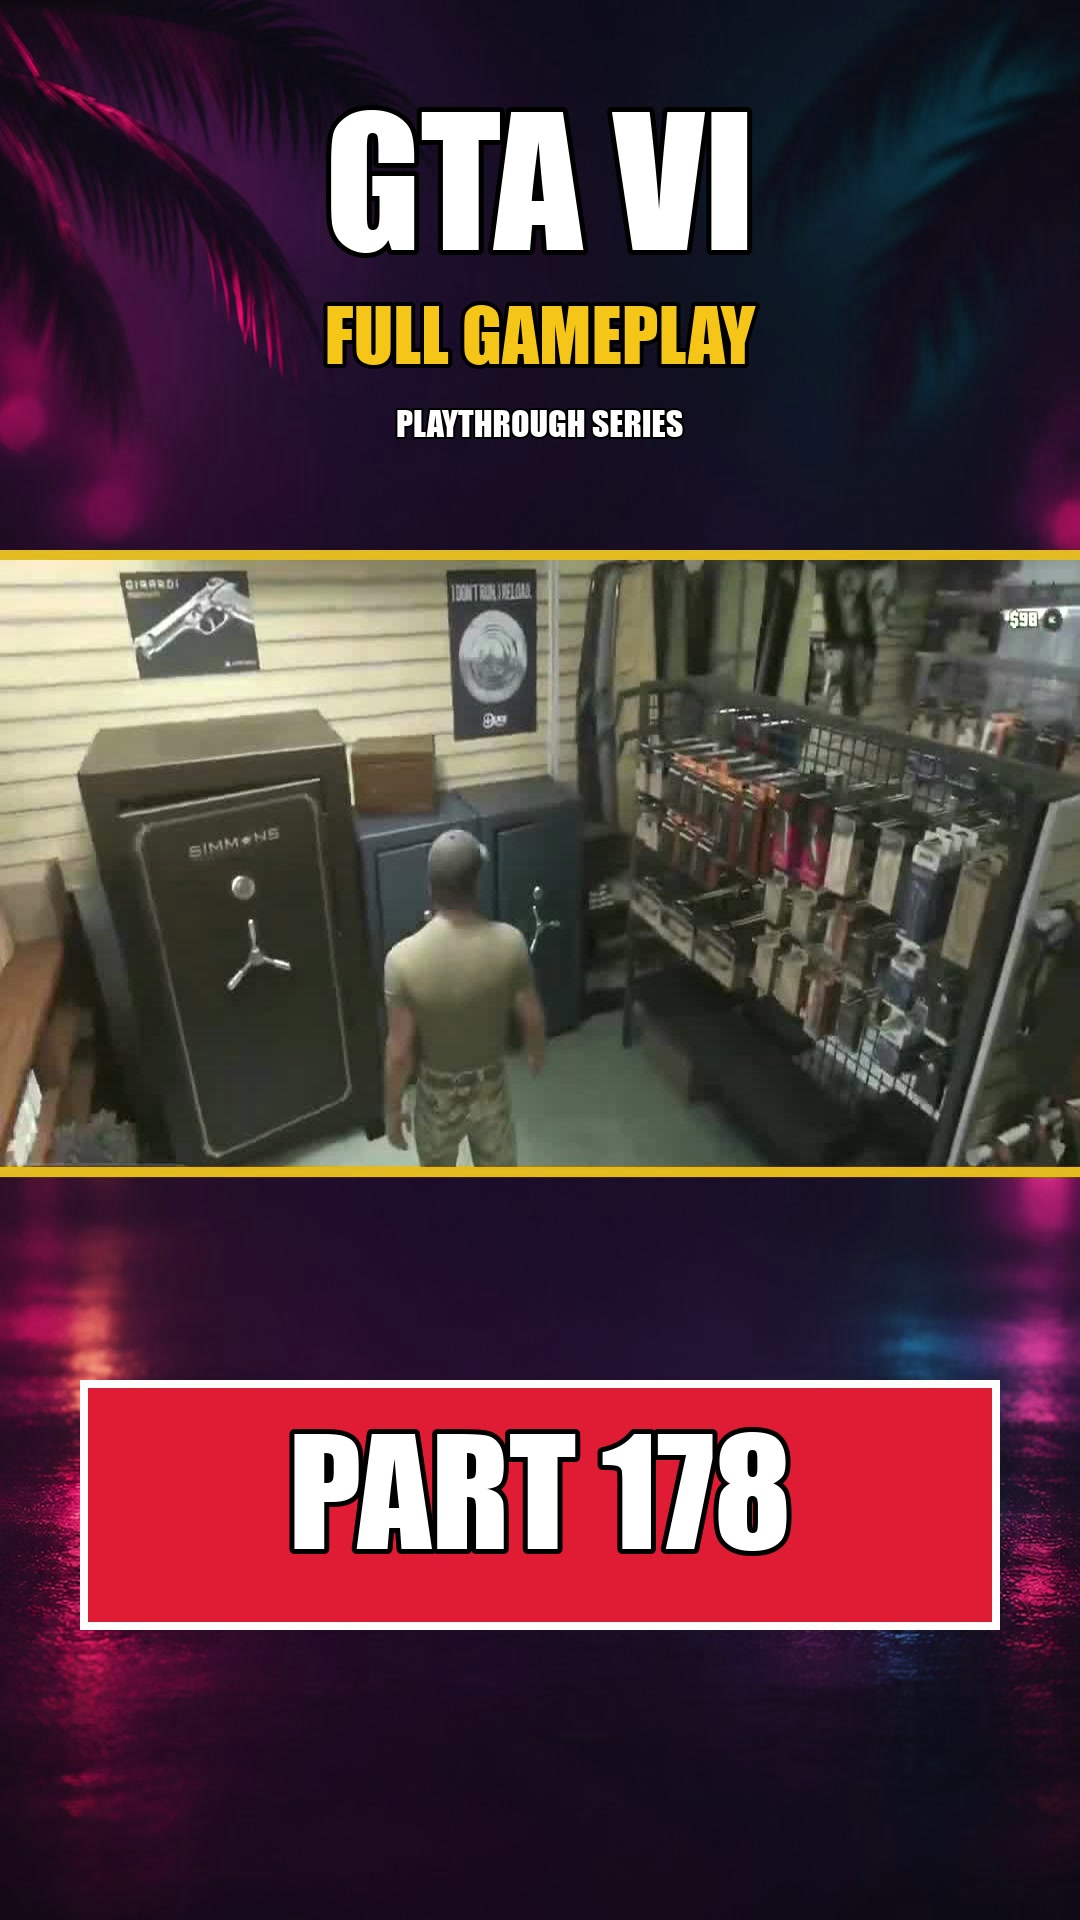 GTA VI
FULL GAMEPLAY
PLAYTHROUGH SERIES
GIRARDI
I DON'T RUN, I RELOAD.
$98
SIMMONS
PART 178